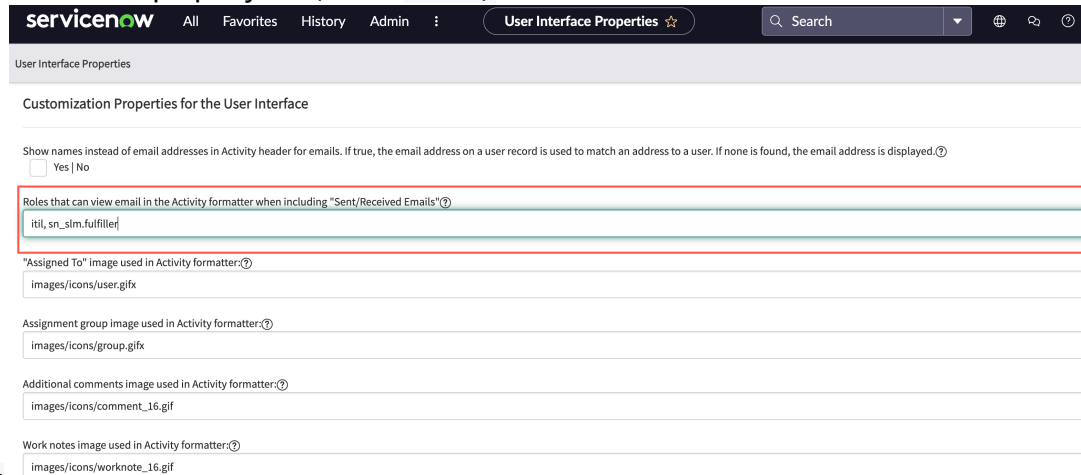 servicenow All Favorites History Admin User Interface Properties Search
User Interface Properties
Customization Properties for the User Interface
Show names instead of email addresses in Activity header for emails. If true, the email address on a user record is used to match an address to a user. If none is found, the email address is displayed.
Yes | No
Roles that can view email in the Activity formatter when including "Sent/Received Emails"
itil, sn_slm.fulfiller
"Assigned To" image used in Activity formatter:
images/icons/user.gifx
Assignment group image used in Activity formatter:
images/icons/group.gifx
Additional comments image used in Activity formatter:
images/icons/comment_16.gif
Work notes image used in Activity formatter:
images/icons/worknote_16.gif